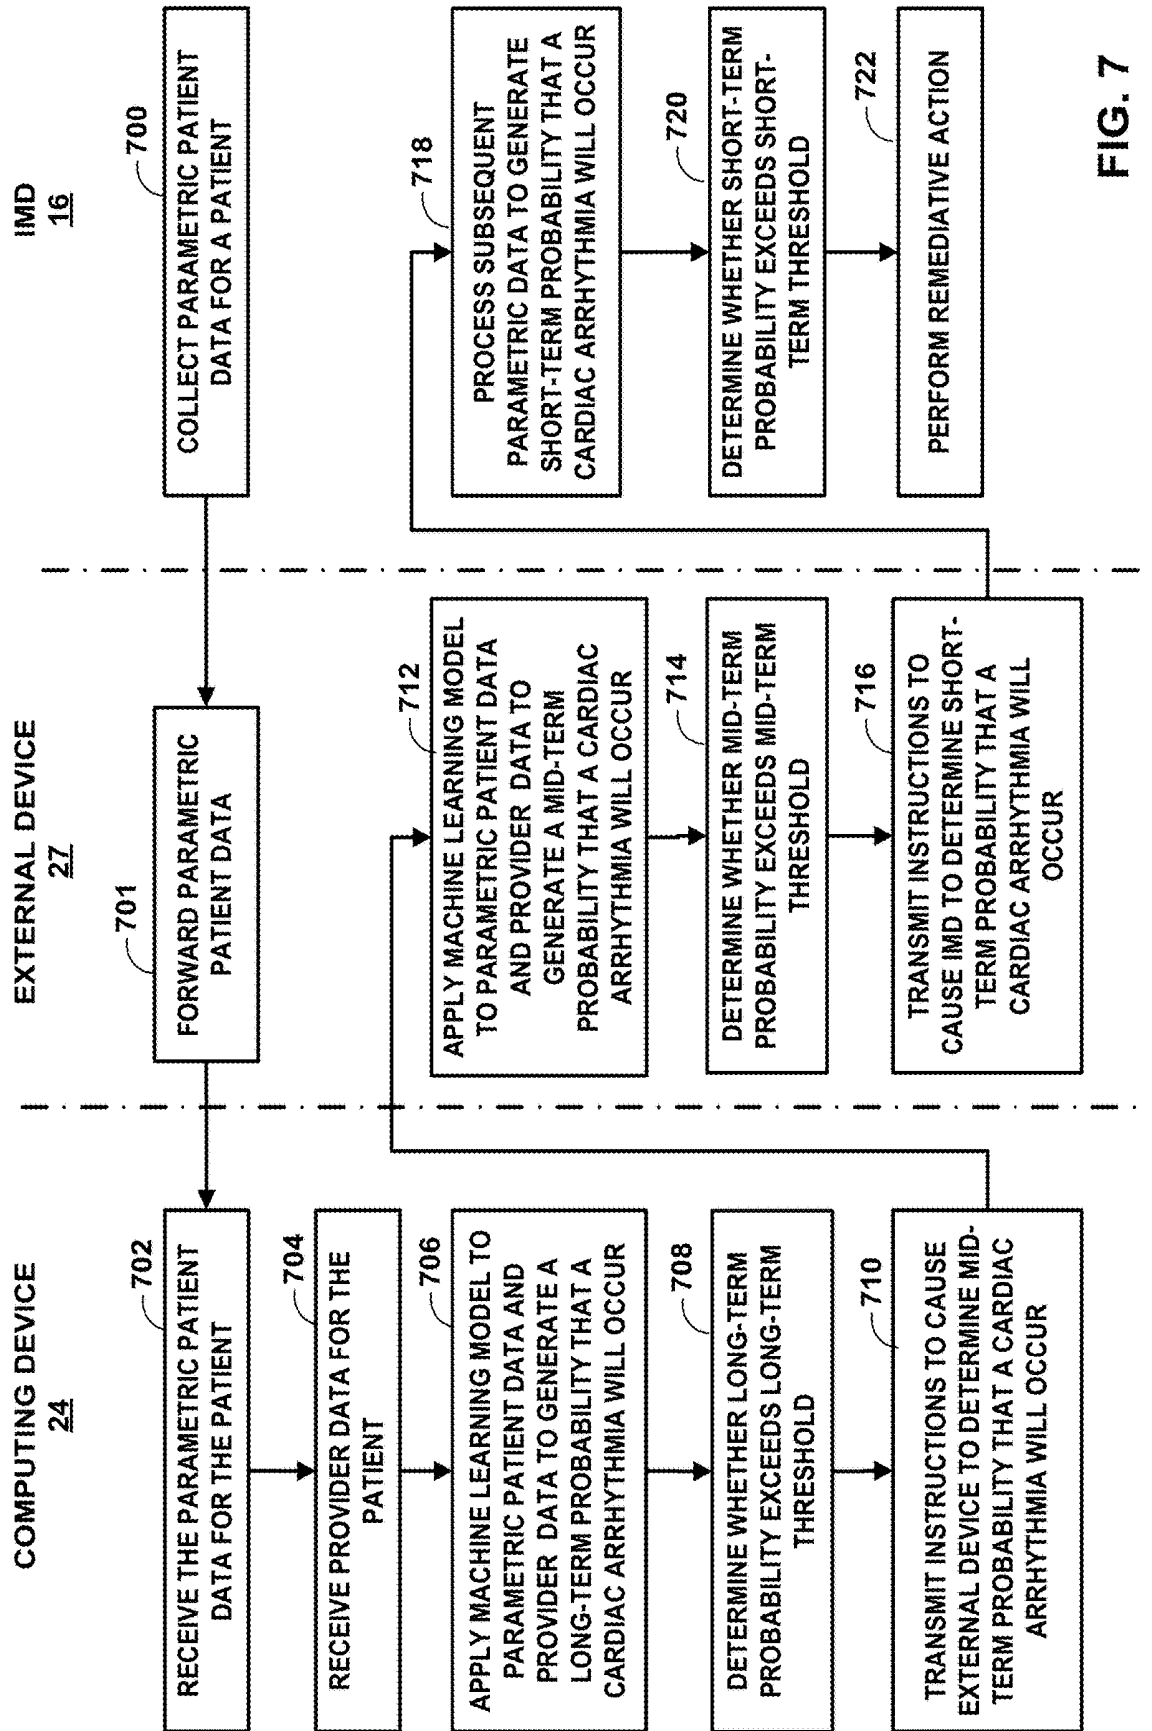 COMPUTING DEVICE
24
702
RECEIVE THE PARAMETRIC PATIENT
DATA FOR THE PATIENT
704
RECEIVE PROVIDER DATA FOR THE
PATIENT
706
APPLY MACHINE LEARNING MODEL TO
PARAMETRIC PATIENT DATA AND
PROVIDER DATA TO GENERATE A
LONG-TERM PROBABILITY THAT A
CARDIAC ARRHYTHMIA WILL OCCUR
708
DETERMINE WHETHER LONG-TERM
PROBABILITY EXCEEDS LONG-TERM
THRESHOLD
710
TRANSMIT INSTRUCTIONS TO CAUSE
EXTERNAL DEVICE TO DETERMINE MID-
TERM PROBABILITY THAT A CARDIAC
ARRHYTHMIA WILL OCCUR
EXTERNAL DEVICE
27
701
FORWARD PARAMETRIC
PATIENT DATA
712
APPLY MACHINE LEARNING MODEL
TO PARAMETRIC PATIENT DATA
AND PROVIDER DATA TO
GENERATE A MID-TERM
PROBABILITY THAT A CARDIAC
ARRHYTHMIA WILL OCCUR
714
DETERMINE WHETHER MID-TERM
PROBABILITY EXCEEDS MID-TERM
THRESHOLD
716
TRANSMIT INSTRUCTIONS TO
CAUSE IMD TO DETERMINE SHORT-
TERM PROBABILITY THAT A
CARDIAC ARRHYTHMIA WILL
OCCUR
IMD
16
700
COLLECT PARAMETRIC PATIENT
DATA FOR A PATIENT
718
PROCESS SUBSEQUENT
PARAMETRIC DATA TO GENERATE
SHORT-TERM PROBABILITY THAT A
CARDIAC ARRHYTHMIA WILL OCCUR
720
DETERMINE WHETHER SHORT-TERM
PROBABILITY EXCEEDS SHORT-
TERM THRESHOLD
722
PERFORM REMEDIATIVE ACTION
FIG. 7